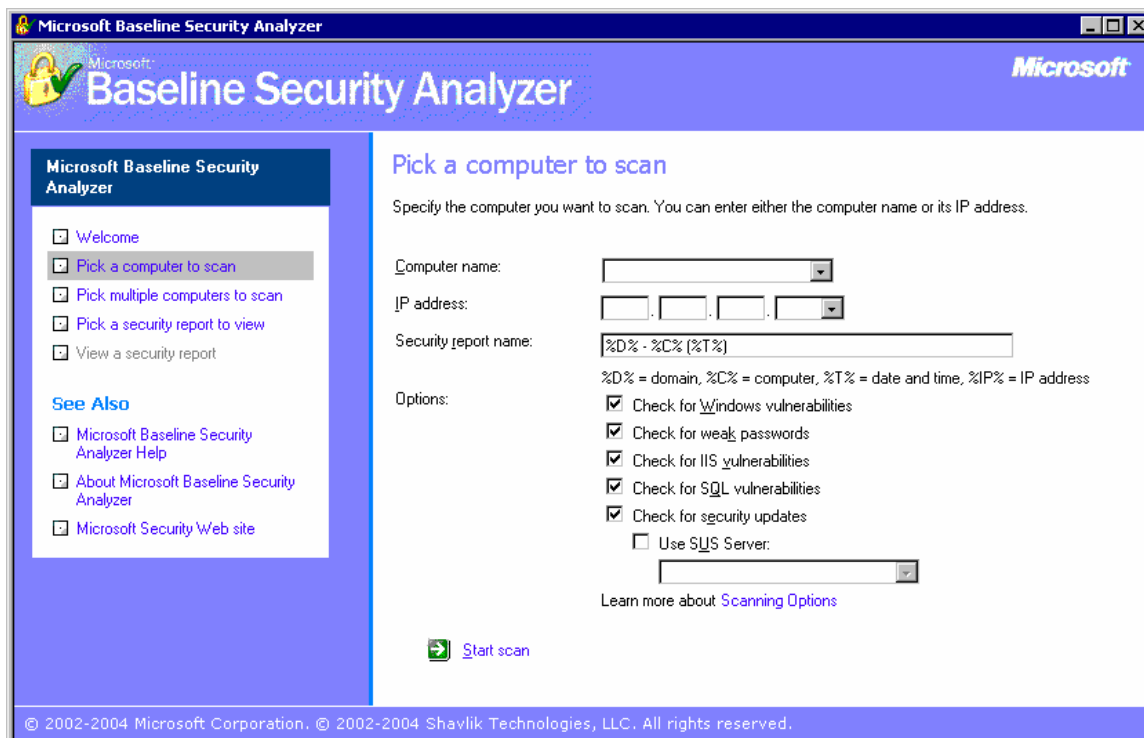 Microsoft Baseline Security Analyzer
Microsoft
Baseline Security Analyzer
Microsoft
Microsoft Baseline Security
Analyzer
Welcome
Pick a computer to scan
Pick multiple computers to scan
Pick a security report to view
View a security report
See Also
Microsoft Baseline Security
Analyzer Help
About Microsoft Baseline Security
Analyzer
Microsoft Security Web site
Pick a computer to scan
Specify the computer you want to scan. You can enter either the computer name or its IP address.
Computer name:
IP address:
. . .
Security report name:
%D% - %C% (%T%)
%D% = domain, %C% = computer, %T% = date and time, %IP% = IP address
Options:
Check for Windows vulnerabilities
Check for weak passwords
Check for IIS vulnerabilities
Check for SQL vulnerabilities
Check for security updates
Use SUS Server:
Learn more about Scanning Options
Start scan
© 2002-2004 Microsoft Corporation. © 2002-2004 Shavlik Technologies, LLC. All rights reserved.